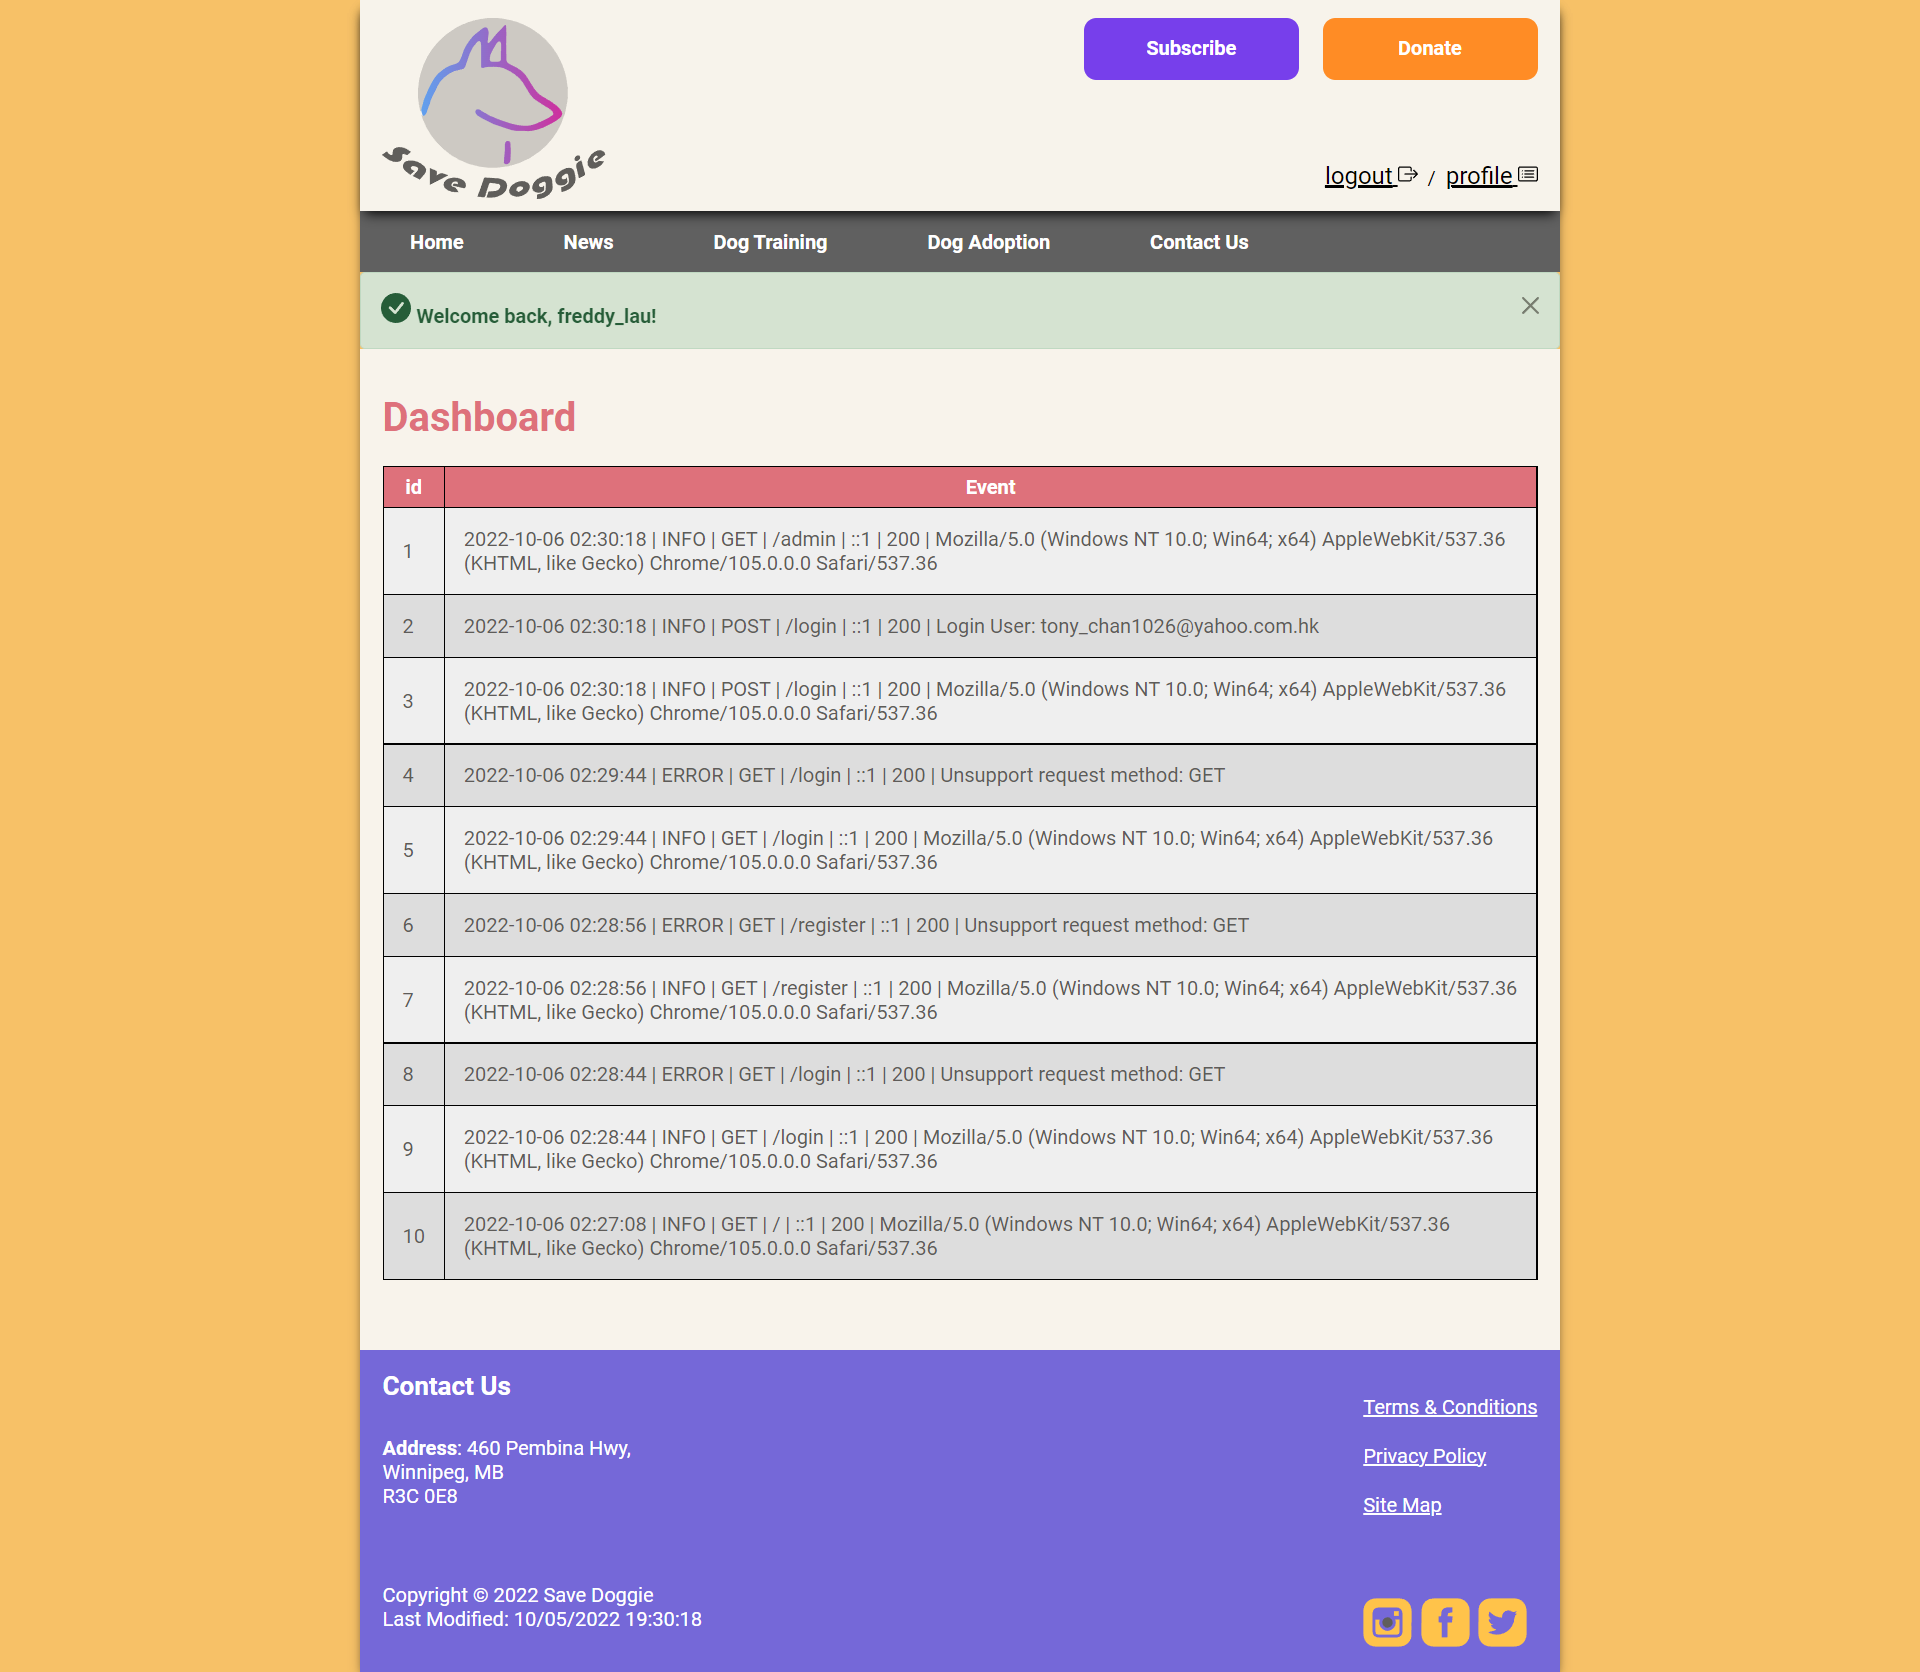 Subscribe
Donate
Save Doggie
logout / profile
Home News Dog Training Dog Adoption Contact Us
Welcome back, freddy_lau!
Dashboard
id Event
1 2022-10-06 02:30:18 | INFO | GET | /admin | ::1 | 200 | Mozilla/5.0 (Windows NT 10.0; Win64; x64) AppleWebKit/537.36
(KHTML, like Gecko) Chrome/105.0.0.0 Safari/537.36
2 2022-10-06 02:30:18 | INFO | POST | /login | ::1 | 200 | Login User: tony_chan1026@yahoo.com.hk
3 2022-10-06 02:30:18 | INFO | POST | /login | ::1 | 200 | Mozilla/5.0 (Windows NT 10.0; Win64; x64) AppleWebKit/537.36
(KHTML, like Gecko) Chrome/105.0.0.0 Safari/537.36
4 2022-10-06 02:29:44 | ERROR | GET | /login | ::1 | 200 | Unsupport request method: GET
5 2022-10-06 02:29:44 | INFO | GET | /login | ::1 | 200 | Mozilla/5.0 (Windows NT 10.0; Win64; x64) AppleWebKit/537.36
(KHTML, like Gecko) Chrome/105.0.0.0 Safari/537.36
6 2022-10-06 02:28:56 | ERROR | GET | /register | ::1 | 200 | Unsupport request method: GET
7 2022-10-06 02:28:56 | INFO | GET | /register | ::1 | 200 | Mozilla/5.0 (Windows NT 10.0; Win64; x64) AppleWebKit/537.36
(KHTML, like Gecko) Chrome/105.0.0.0 Safari/537.36
8 2022-10-06 02:28:44 | ERROR | GET | /login | ::1 | 200 | Unsupport request method: GET
9 2022-10-06 02:28:44 | INFO | GET | /login | ::1 | 200 | Mozilla/5.0 (Windows NT 10.0; Win64; x64) AppleWebKit/537.36
(KHTML, like Gecko) Chrome/105.0.0.0 Safari/537.36
10 2022-10-06 02:27:08 | INFO | GET | / | ::1 | 200 | Mozilla/5.0 (Windows NT 10.0; Win64; x64) AppleWebKit/537.36
(KHTML, like Gecko) Chrome/105.0.0.0 Safari/537.36
Contact Us
Address: 460 Pembina Hwy,
Winnipeg, MB
R3C 0E8
Terms & Conditions
Privacy Policy
Site Map
Copyright © 2022 Save Doggie
Last Modified: 10/05/2022 19:30:18